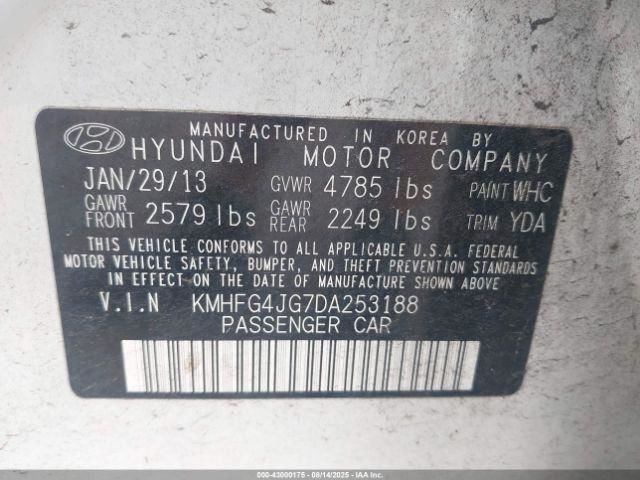 MANUFACTURED IN KOREA BY
HYUNDAI MOTOR COMPANY
JAN/29/13 GVWR 4785 lbs PAINT WHC
GAWR FRONT 2579 lbs GAWR REAR 2249 lbs TRIM YDA
THIS VEHICLE CONFORMS TO ALL APPLICABLE U.S.A. FEDERAL
MOTOR VEHICLE SAFETY, BUMPER, AND THEFT PREVENTION STANDARDS
IN EFFECT ON THE DATE OF MANUFACTURE SHOWN ABOVE.
V.I.N KMHFG4JG7DA253188
PASSENGER CAR
000-43000175 - 08/14/2025 - IAAI.COM